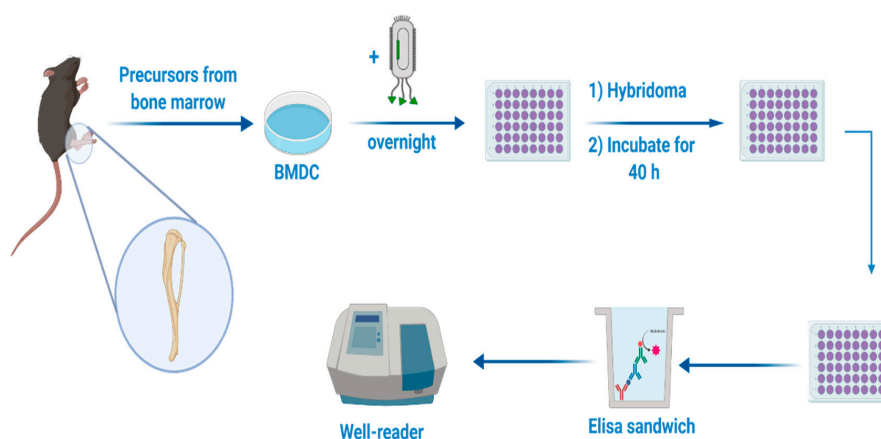 Precursors from
bone marrow
BMDC
+
overnight
1) Hybridoma
2) Incubate for
40 h
Elisa sandwich
Well-reader